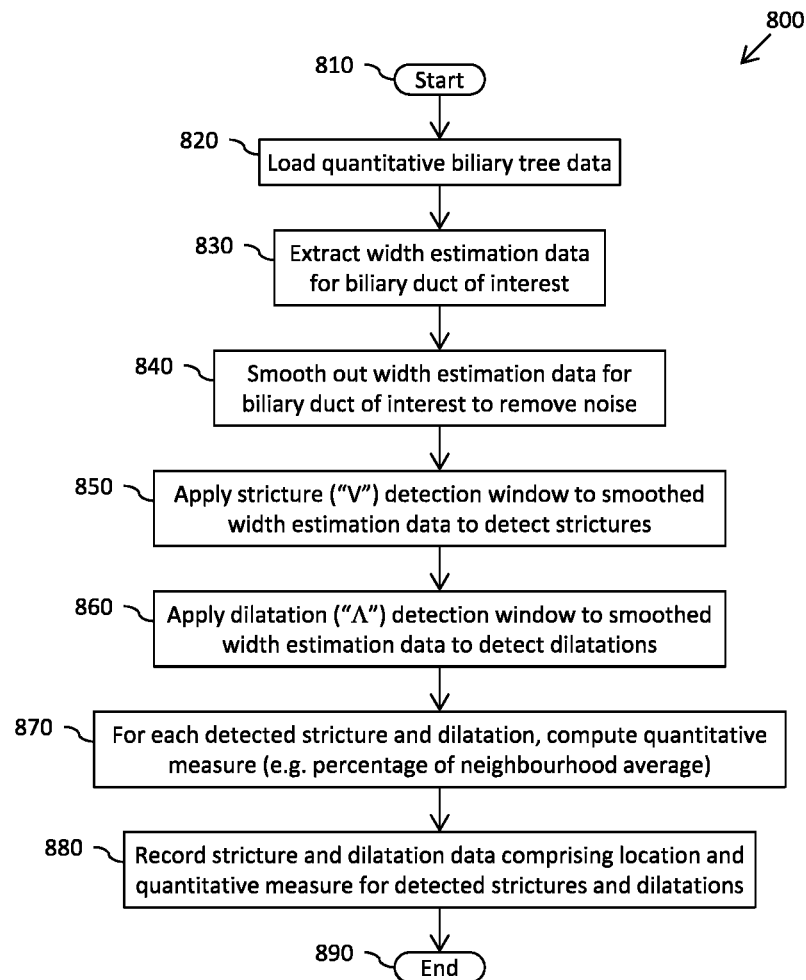 800
810
Start
820
Load quantitative biliary tree data
830
Extract width estimation data
for biliary duct of interest
840
Smooth out width estimation data for
biliary duct of interest to remove noise
850
Apply stricture (“V”) detection window to smoothed
width estimation data to detect strictures
860
Apply dilatation (“Λ”) detection window to smoothed
width estimation data to detect dilatations
870
For each detected stricture and dilatation, compute quantitative
measure (e.g. percentage of neighbourhood average)
880
Record stricture and dilatation data comprising location and
quantitative measure for detected strictures and dilatations
890
End